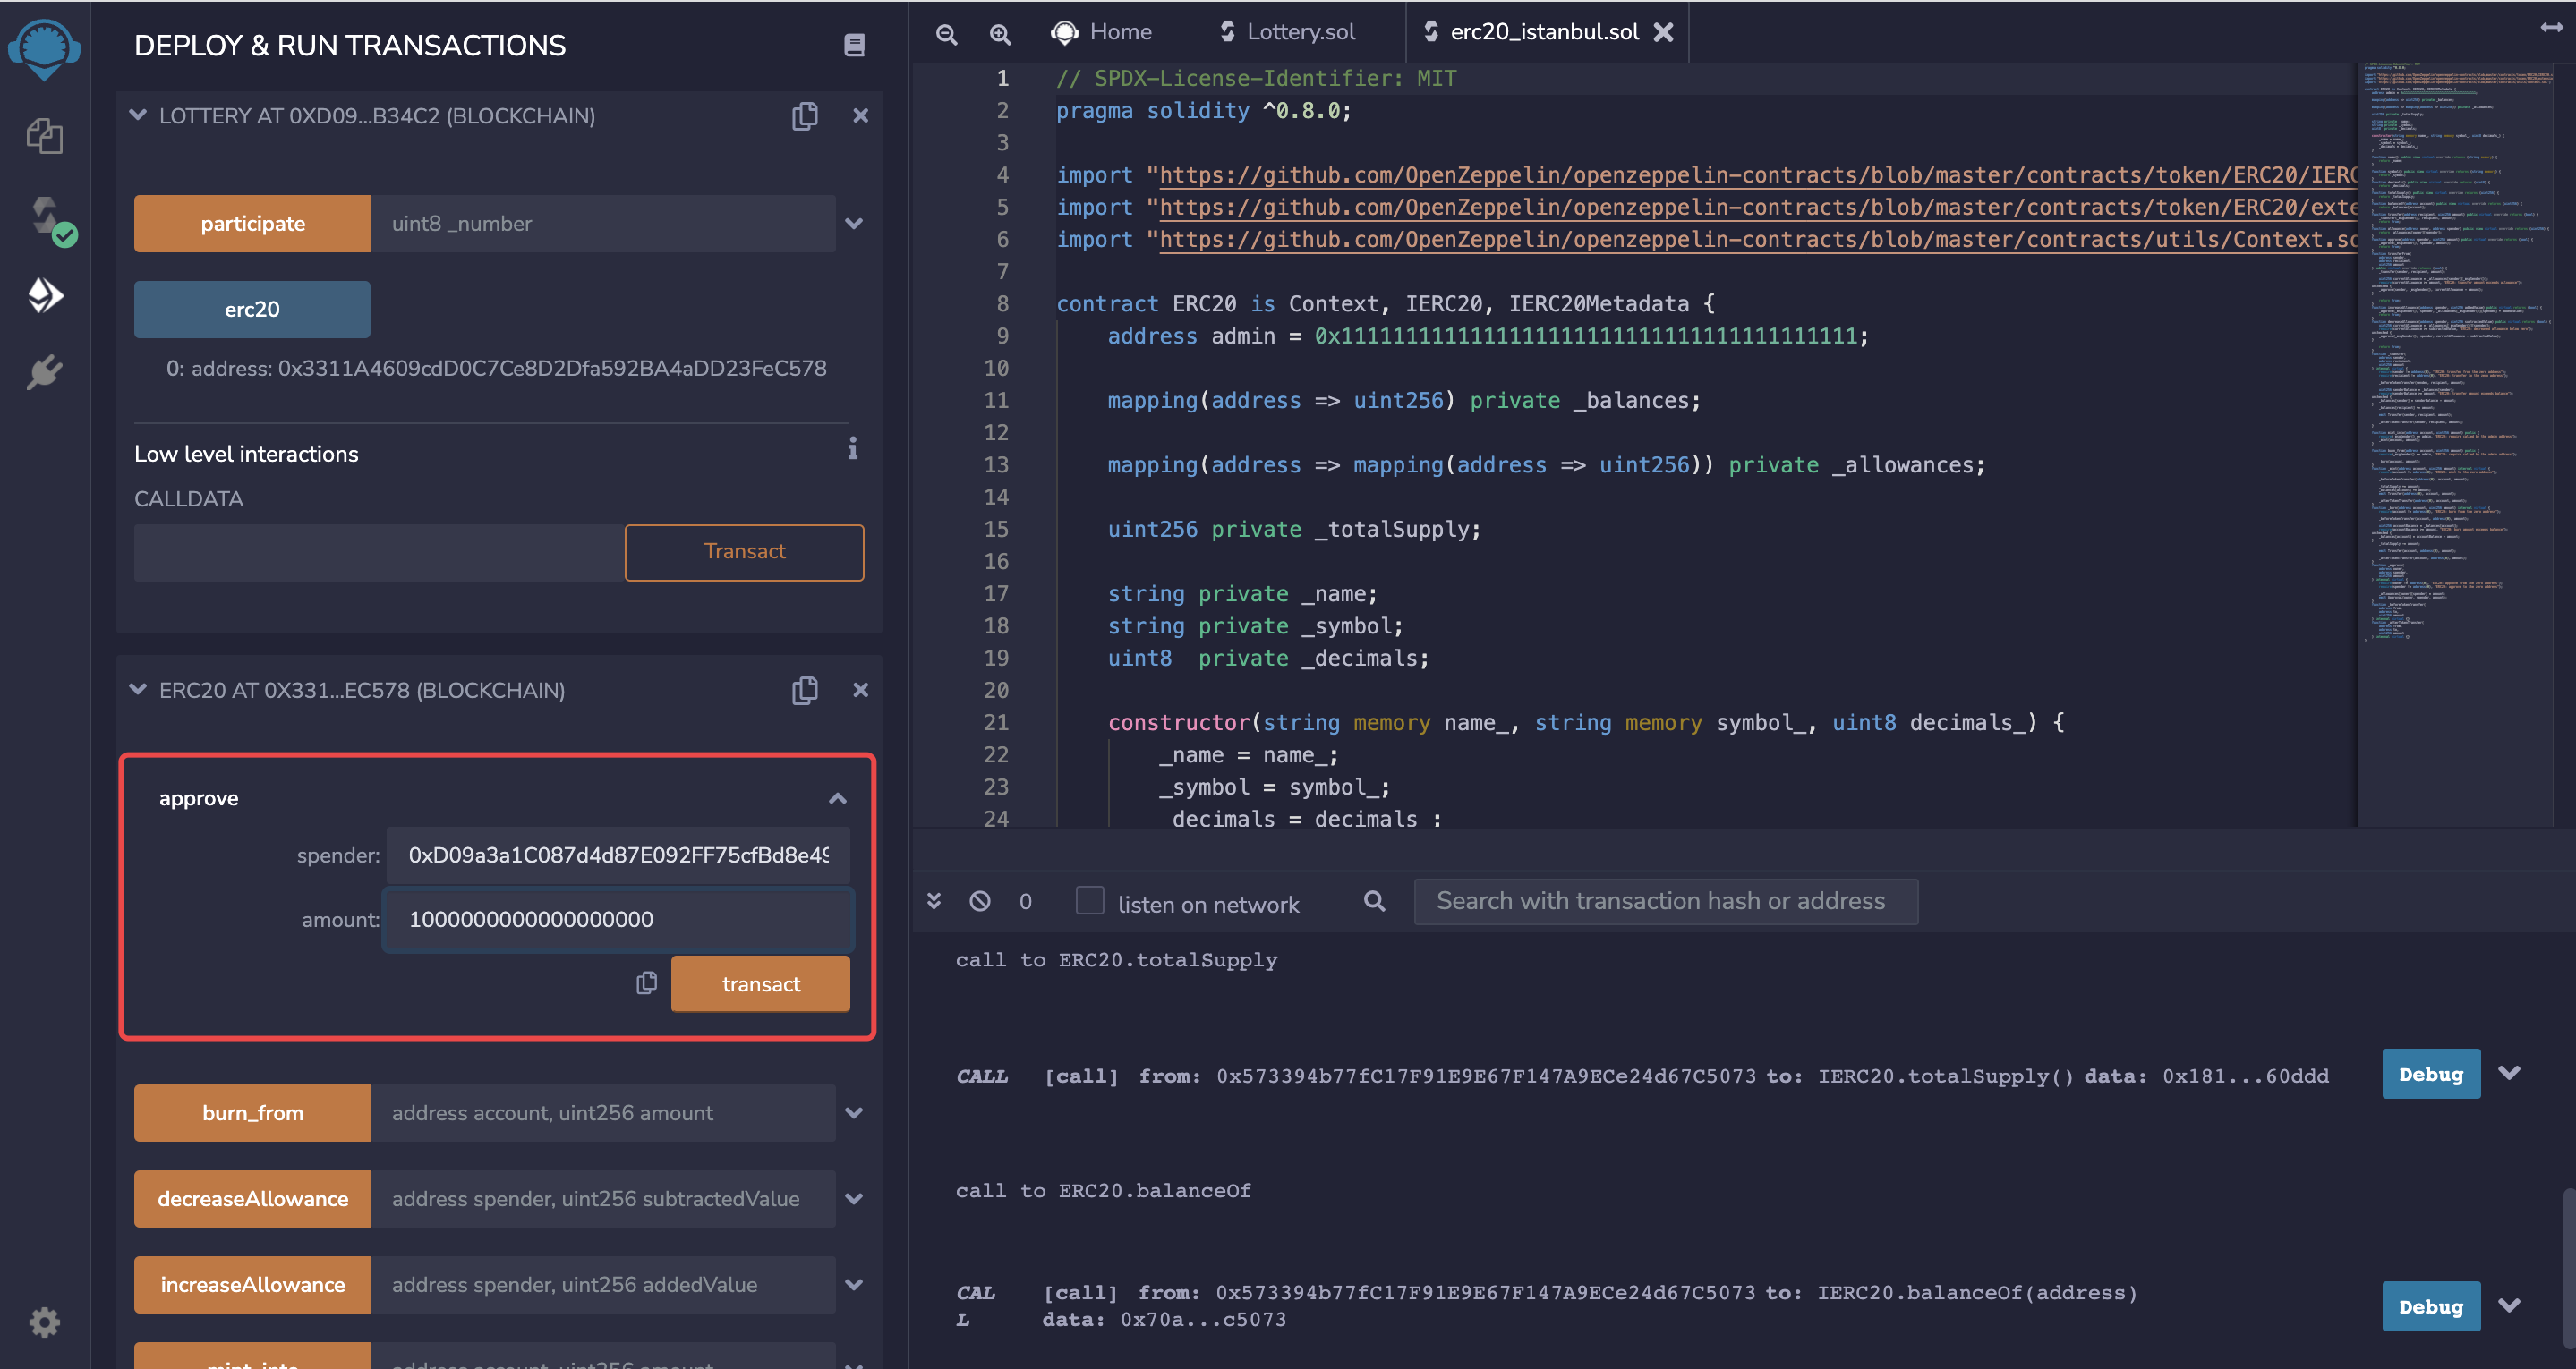 DEPLOY & RUN TRANSACTIONS
LOTTERY AT 0XD09...B34C2 (BLOCKCHAIN)
participate
uint8 _number
erc20
0: address: 0x3311A4609cdD0C7Ce8D2Dfa592BA4aDD23FeC578
Low level interactions
i
CALLDATA
Transact
ERC20 AT 0X331...EC578 (BLOCKCHAIN)
approve
spender: 0xD09a3a1C087d4d87E092FF75cfBd8e49
amount: 1000000000000000000
transact
burn_from
address account, uint256 amount
decreaseAllowance
address spender, uint256 subtractedValue
increaseAllowance
address spender, uint256 addedValue
mint_into
address account, uint256 amount
Home
Lottery.sol
erc20_istanbul.sol
1 // SPDX-License-Identifier: MIT
2 pragma solidity ^0.8.0;
3
4 import "https://github.com/OpenZeppelin/openzeppelin-contracts/blob/master/contracts/token/ERC20/IERC
5 import "https://github.com/OpenZeppelin/openzeppelin-contracts/blob/master/contracts/token/ERC20/exte
6 import "https://github.com/OpenZeppelin/openzeppelin-contracts/blob/master/contracts/utils/Context.so
7
8 contract ERC20 is Context, IERC20, IERC20Metadata {
9 address admin = 0x1111111111111111111111111111111111111111;
10
11 mapping(address => uint256) private _balances;
12
13 mapping(address => mapping(address => uint256)) private _allowances;
14
15 uint256 private _totalSupply;
16
17 string private _name;
18 string private _symbol;
19 uint8 private _decimals;
20
21 constructor(string memory name_, string memory symbol_, uint8 decimals_) {
22 _name = name_;
23 _symbol = symbol_;
24 decimals = decimals ;
0
listen on network
Search with transaction hash or address
call to ERC20.totalSupply
CALL [call] from: 0x573394b77fC17F91E9E67F147A9ECe24d67C5073 to: IERC20.totalSupply() data: 0x181...60ddd
Debug
call to ERC20.balanceOf
CAL [call] from: 0x573394b77fC17F91E9E67F147A9ECe24d67C5073 to: IERC20.balanceOf(address)
L data: 0x70a...c5073
Debug